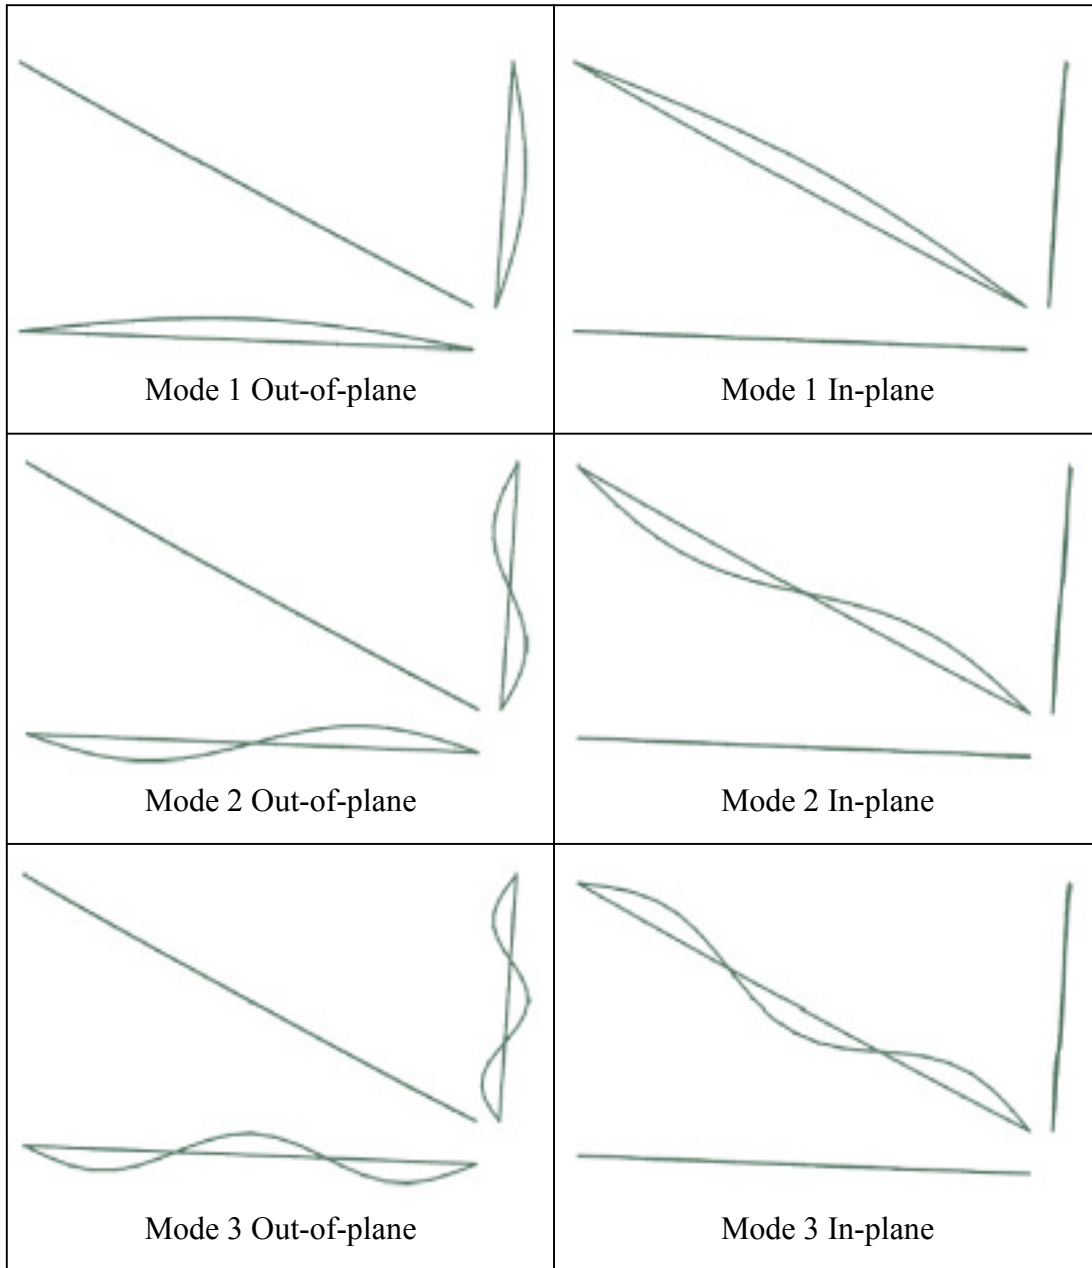 Mode 1 Out-of-plane
Mode 1 In-plane
Mode 2 Out-of-plane
Mode 2 In-plane
Mode 3 Out-of-plane
Mode 3 In-plane